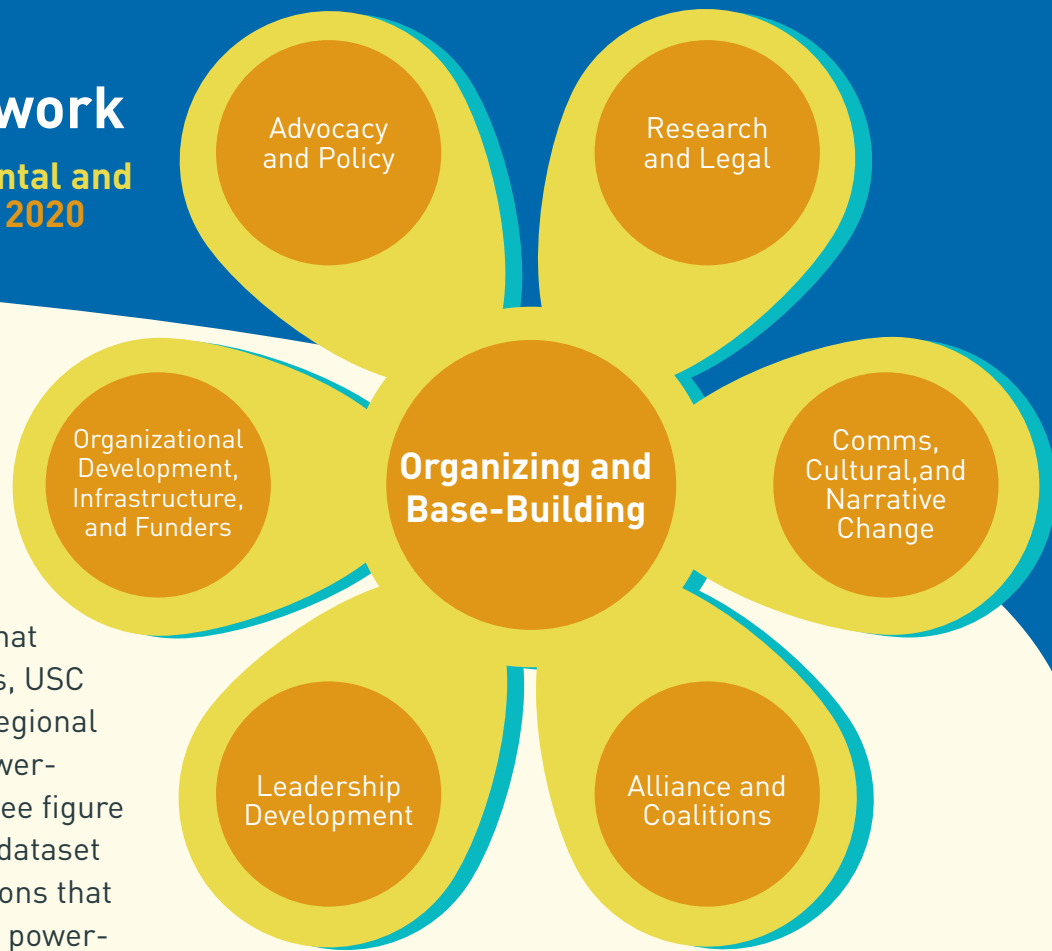 work
ntal and
2020
Advocacy
and Policy
Research
and Legal
Organizational
Development,
Infrastructure,
and Funders
Organizing and
Base-Building
Comms,
Cultural,and
Narrative
Change
hat
s, USC
egional
wer-
ee figure
dataset
ons that
power-
Leadership
Development
Alliance and
Coalitions